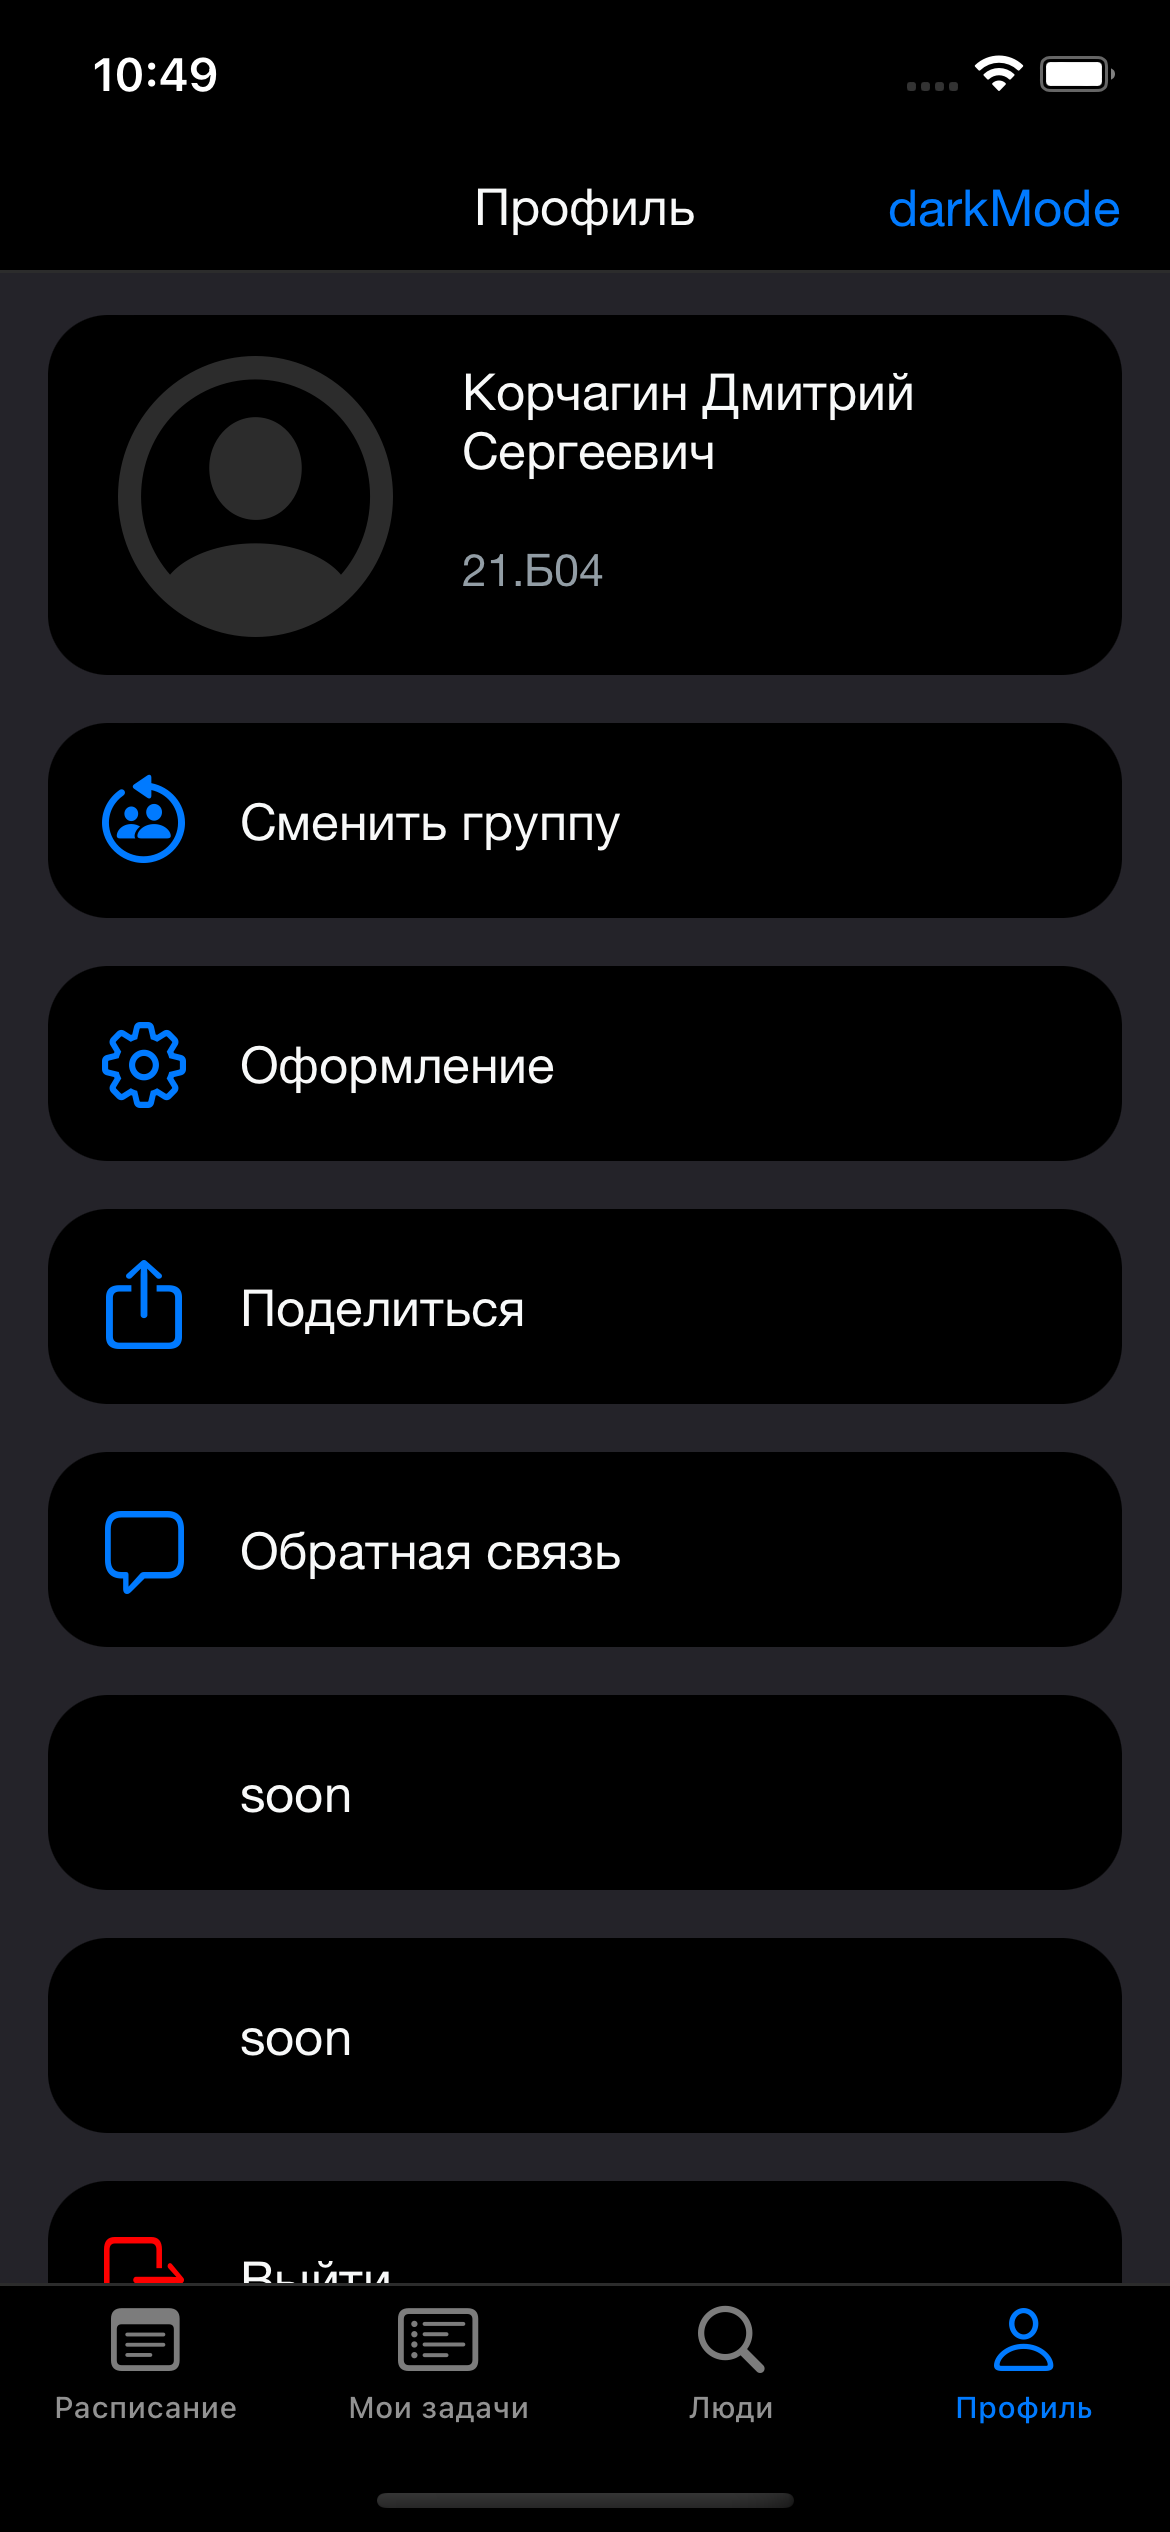 10:49
Профиль
darkMode
Корчагин Дмитрий
Сергеевич
21.Б04
Сменить группу
Оформление
Поделиться
Обратная связь
soon
soon
Выйти
Расписание
Мои задачи
Люди
Профиль